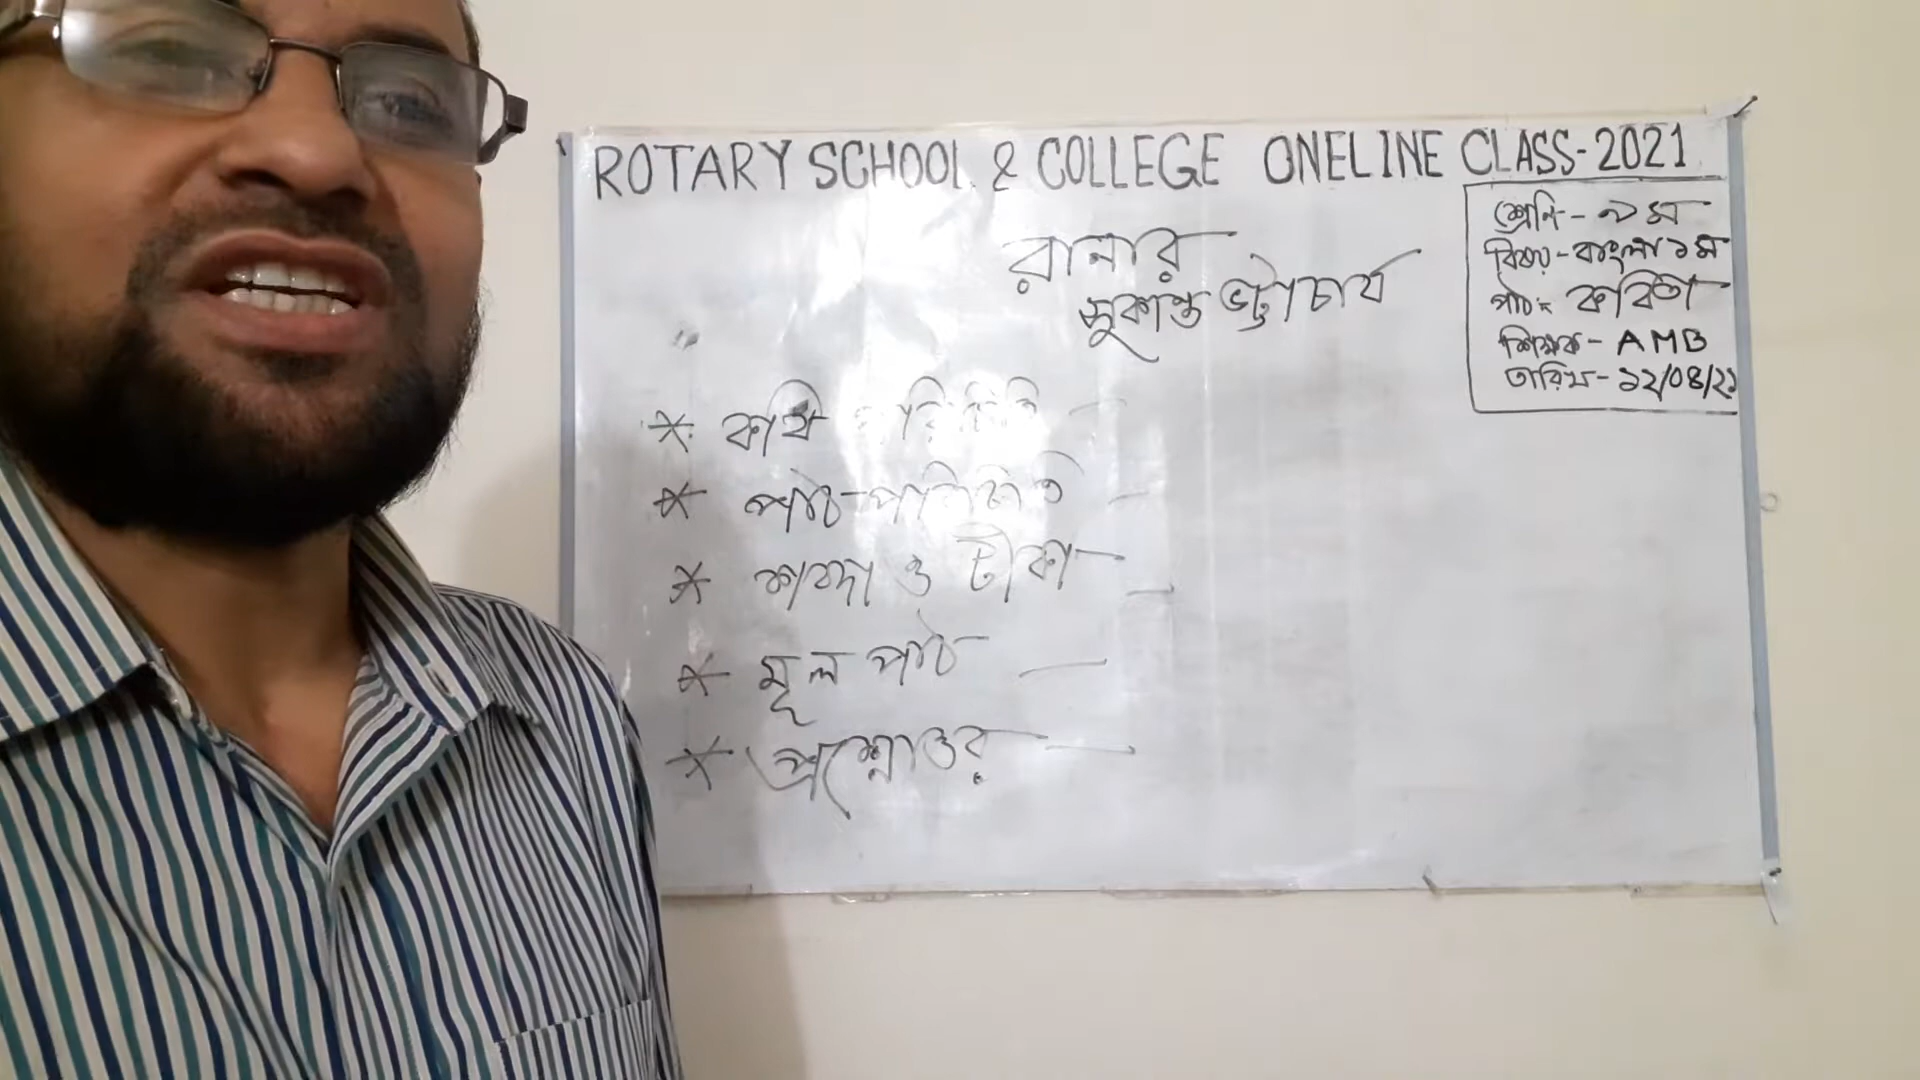 ROTARY SCHOOL & COLLEGE ONELINE CLASS-2021
শ্রেনি - ৯ম
বিষয় - বাংলা ১ম
পাঠঃ কবিতা
শিক্ষক - AMB
তারিখ - ১২/০৪/২১
রানার
সুকান্ত ভট্টাচার্য
* কবি পরিচিতি -
* পাঠ-পরিচিতি -
* শব্দা ও টীকা -
* মূল পাঠ -
* প্রশ্নোত্তর -